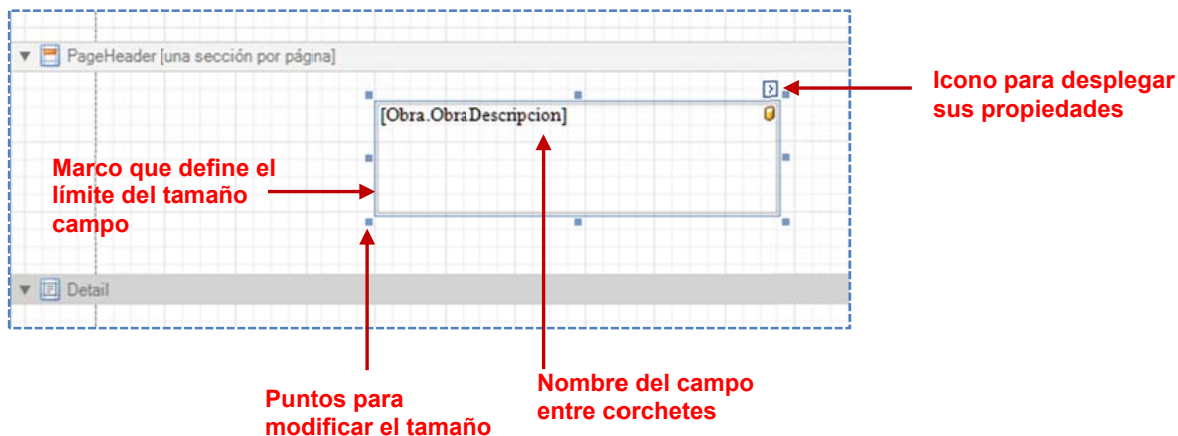 PageHeader [una sección por página]
Icono para desplegar
sus propiedades
[Obra.ObraDescripcion]
Marco que define el
límite del tamaño
campo
Detail
Puntos para
modificar el tamaño
Nombre del campo
entre corchetes